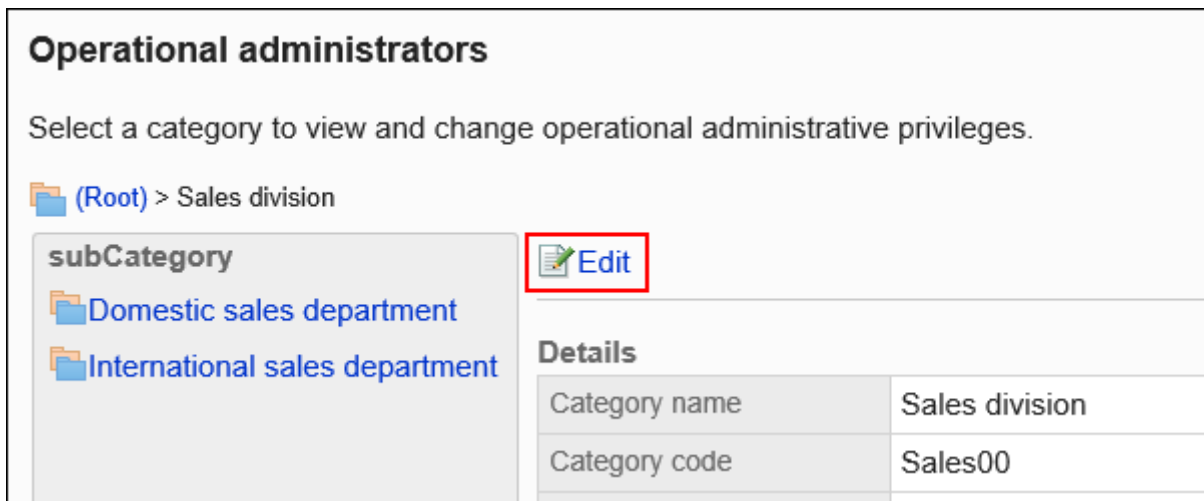 Operational administrators
Select a category to view and change operational administrative privileges.
(Root) > Sales division
subCategory
Domestic sales department
International sales department
Edit
Details
Category name Sales division
Category code Sales00